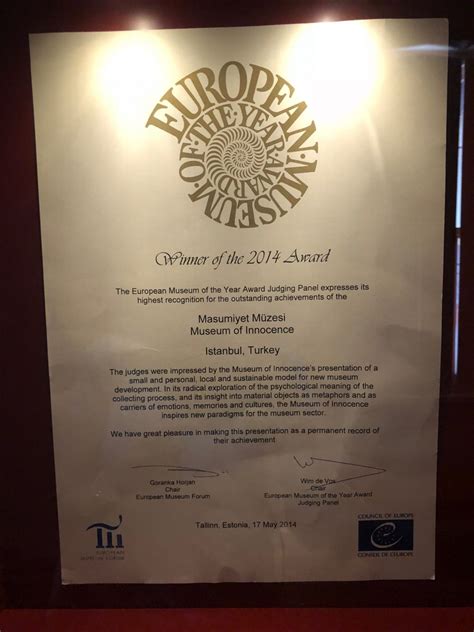 EUROPEAN · MUSEUM · OF · THE · YEAR · AWARD
Winner of the 2014 Award
The European Museum of the Year Award Judging Panel expresses its
highest recognition for the outstanding achievements of the
Masumiyet Müzesi
Museum of Innocence
Istanbul, Turkey
The judges were impressed by the Museum of Innocence's presentation of a
small and personal, local and sustainable model for new museum
development. In its radical exploration of the psychological meaning of the
collecting process, and its insight into material objects as metaphors and as
carriers of emotions, memories and cultures, the Museum of Innocence
inspires new paradigms for the museum sector.
We have great pleasure in making this presentation as a permanent record of
their achievement
Goranka Horjan
Chair
European Museum Forum
Wim de Vos
Chair
European Museum of the Year Award
Judging Panel
Tallinn, Estonia, 17 May 2014
EUROPEAN
MUSEUM FORUM
COUNCIL OF EUROPE
CONSEIL DE L'EUROPE